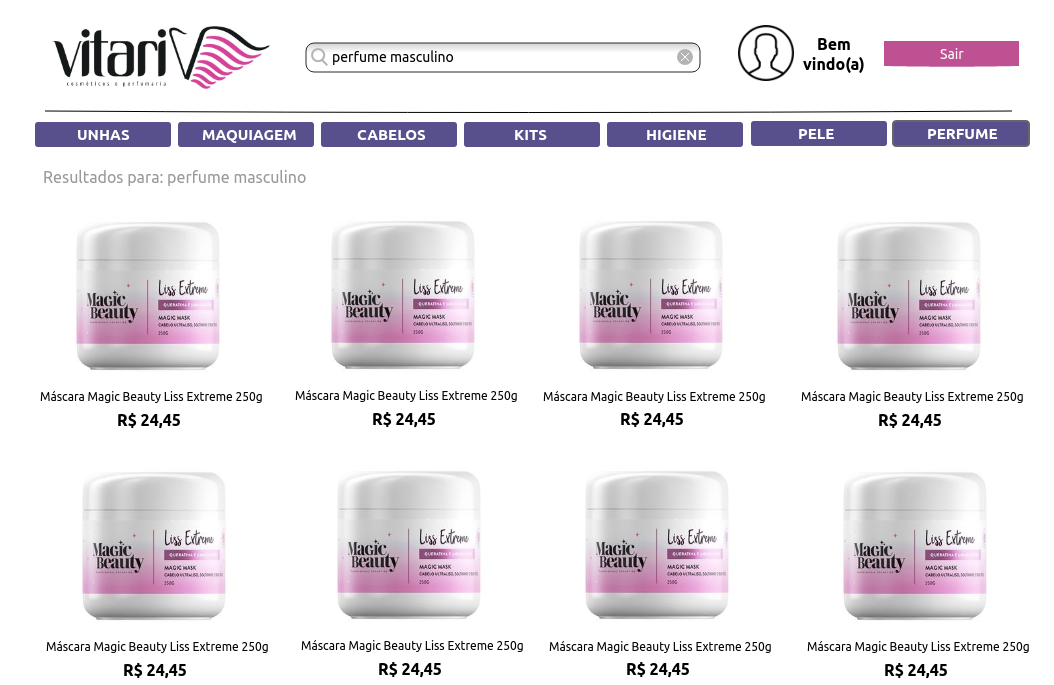 vitari
cosméticos e perfumaria
perfume masculino
Bem
vindo(a)
Sair
UNHAS MAQUIAGEM CABELOS KITS HIGIENE PELE PERFUME
Resultados para: perfume masculino
Magic Beauty Liss Extreme MAGIC MASK 250G
Magic Beauty Liss Extreme MAGIC MASK 250G
Magic Beauty Liss Extreme MAGIC MASK 250G
Magic Beauty Liss Extreme MAGIC MASK 250G
Máscara Magic Beauty Liss Extreme 250g Máscara Magic Beauty Liss Extreme 250g Máscara Magic Beauty Liss Extreme 250g Máscara Magic Beauty Liss Extreme 250g
R$ 24,45 R$ 24,45 R$ 24,45 R$ 24,45
Magic Beauty Liss Extreme MAGIC MASK 250G
Magic Beauty Liss Extreme MAGIC MASK 250G
Magic Beauty Liss Extreme MAGIC MASK 250G
Magic Beauty Liss Extreme MAGIC MASK 250G
Máscara Magic Beauty Liss Extreme 250g Máscara Magic Beauty Liss Extreme 250g Máscara Magic Beauty Liss Extreme 250g Máscara Magic Beauty Liss Extreme 250g
R$ 24,45 R$ 24,45 R$ 24,45 R$ 24,45